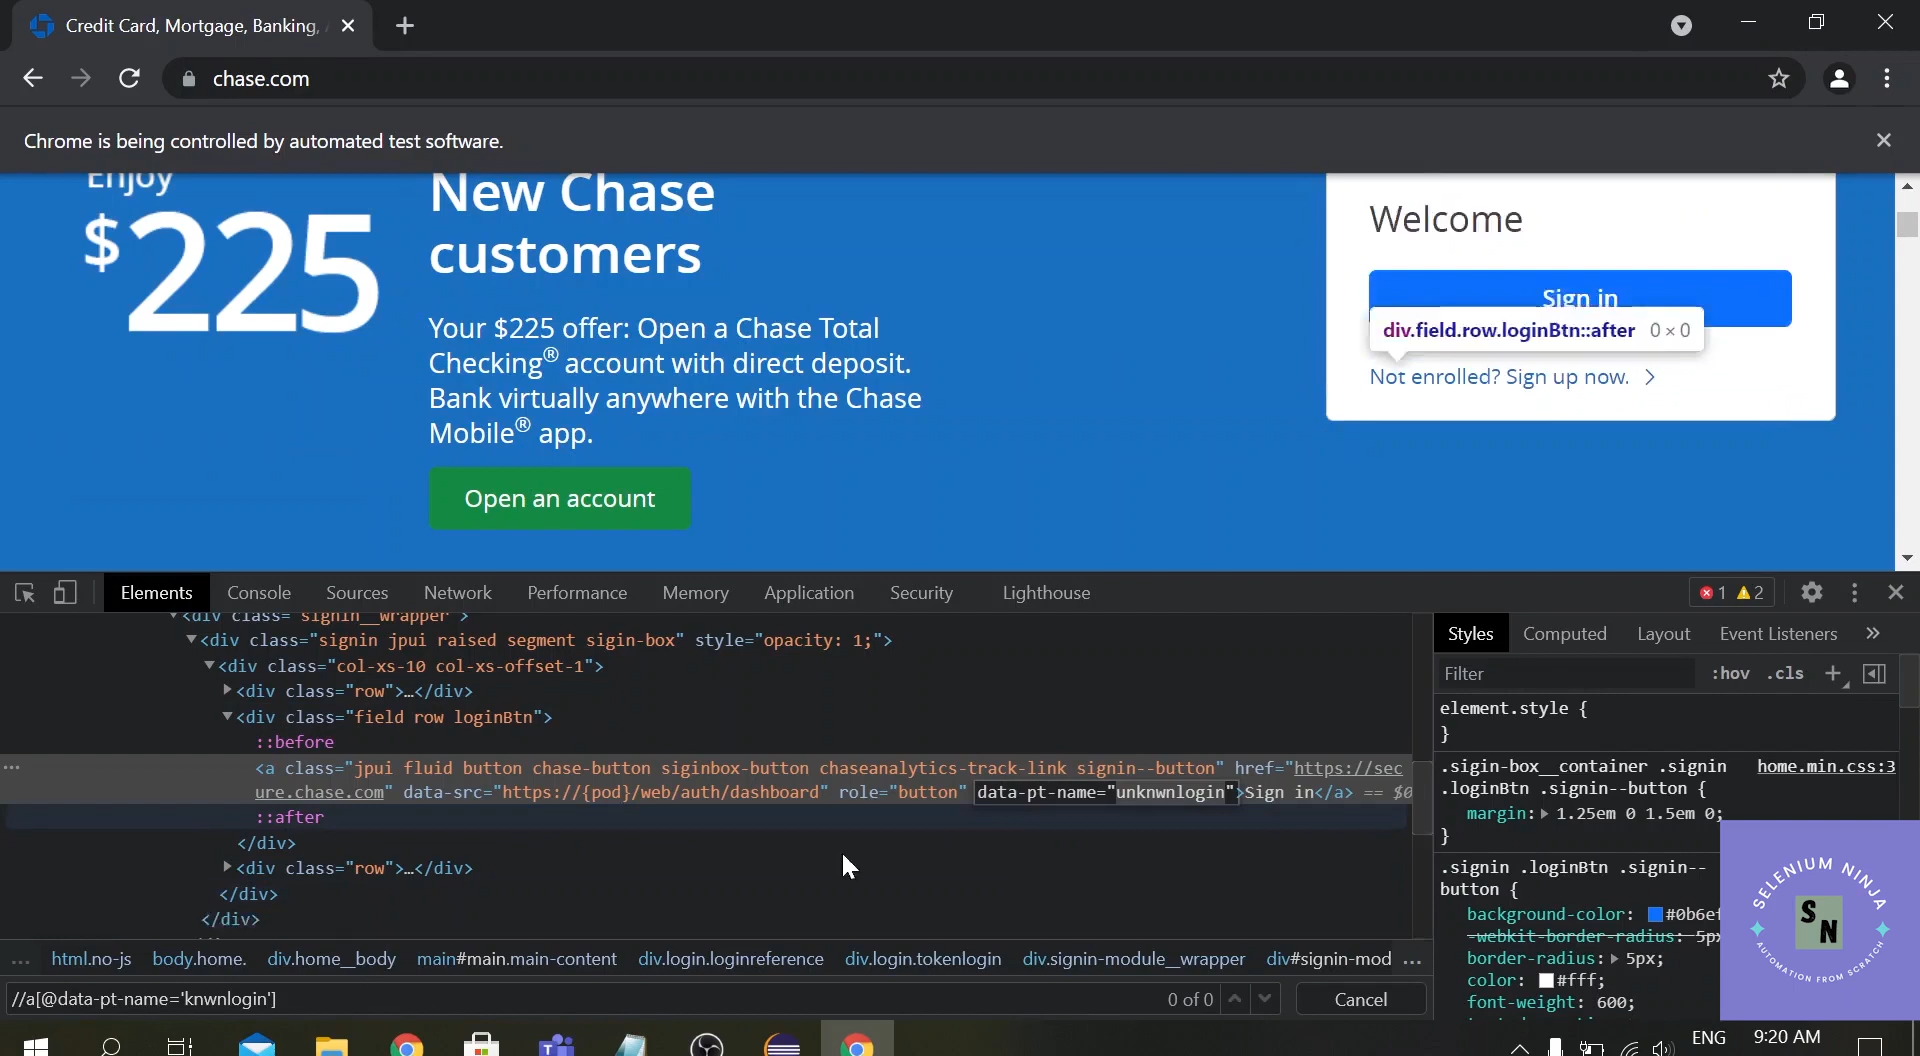 Credit Card, Mortgage, Banking,
chase.com
Chrome is being controlled by automated test software.
Enjoy
$225
New Chase
customers
Your $225 offer: Open a Chase Total
Checking® account with direct deposit.
Bank virtually anywhere with the Chase
Mobile® app.
Open an account
Welcome
Sign in
div.field.row.loginBtn::after 0×0
Not enrolled? Sign up now.
Elements Console Sources Network Performance Memory Application Security Lighthouse 1 2
<div class="signin__wrapper">
<div class="signin jpui raised segment sigin-box" style="opacity: 1;">
<div class="col-xs-10 col-xs-offset-1">
<div class="row">…</div>
<div class="field row loginBtn">
::before
<a class="jpui fluid button chase-button siginbox-button chaseanalytics-track-link signin--button" href="https://sec
ure.chase.com" data-src="https://{pod}/web/auth/dashboard" role="button" data-pt-name="unknwnlogin">Sign in</a> == $0
::after
</div>
<div class="row">…</div>
</div>
</div>
... html.no-js body.home. div.home__body main#main.main-content div.login.loginreference div.login.tokenlogin div.signin-module__wrapper div#signin-mod ...
//a[@data-pt-name='knwnlogin'] 0 of 0 Cancel
Styles Computed Layout Event Listeners »
Filter :hov .cls +
element.style {
}
.sigin-box__container .signin home.min.css:3
.loginBtn .signin--button {
margin: 1.25em 0 1.5em 0;
}
.signin .loginBtn .signin--
button {
background-color: #0b6ef
-webkit-border-radius: 5px
border-radius: 5px;
color: #fff;
font-weight: 600;
SELENIUM NINJA
S N
AUTOMATION FROM SCRATCH
ENG 9:20 AM